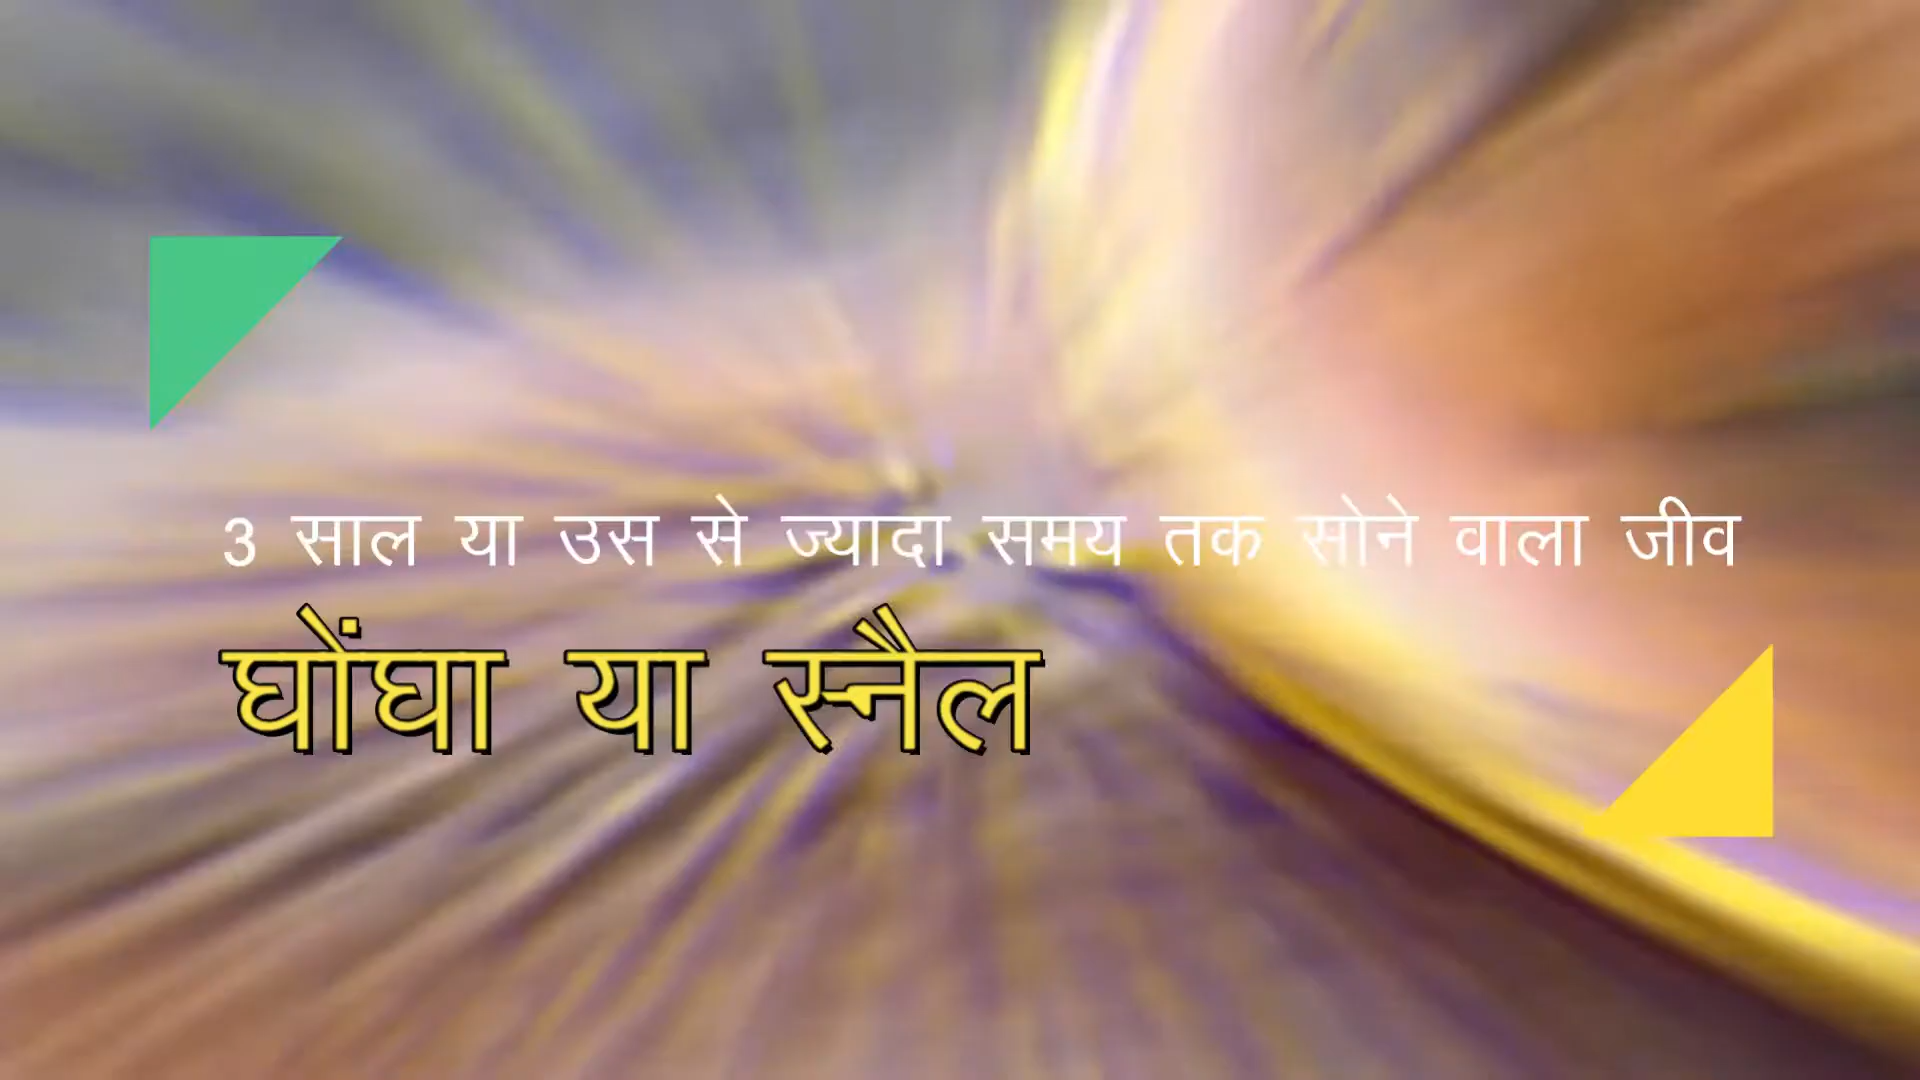 3 साल या उस से ज्यादा समय तक सोने वाला जीव
घोंघा या स्नैल